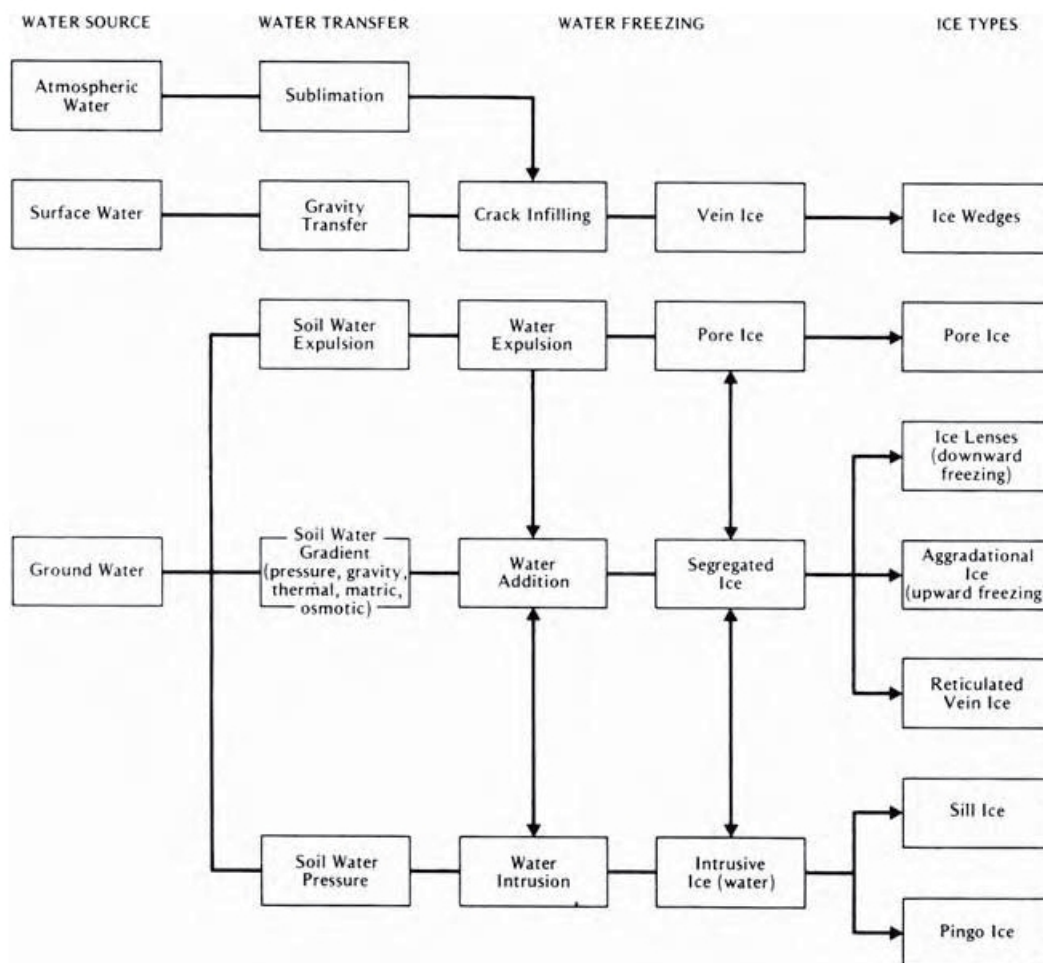 WATER SOURCE
WATER TRANSFER
WATER FREEZING
ICE TYPES
Atmospheric
Water
Sublimation
Surface Water
Gravity
Transfer
Crack Infilling
Vein Ice
Ice Wedges
Soil Water
Expulsion
Water
Expulsion
Pore Ice
Pore Ice
Ice Lenses
(downward
freezing)
Ground Water
Soil Water
Gradient
(pressure, gravity,
thermal, matric,
osmotic)
Water
Addition
Segregated
Ice
Aggradational
Ice
(upward freezing
Reticulated
Vein Ice
Sill Ice
Soil Water
Pressure
Water
Intrusion
Intrusive
Ice (water)
Pingo Ice